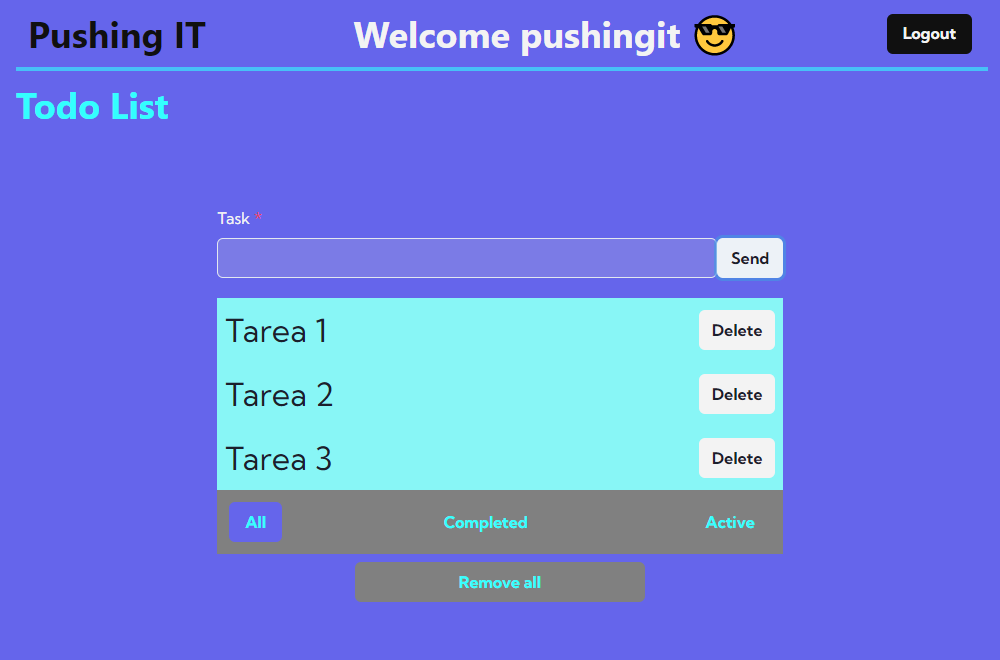 Pushing IT
Welcome pushingit 😎
Logout
Todo List
Task *
Send
Tarea 1
Delete
Tarea 2
Delete
Tarea 3
Delete
All
Completed
Active
Remove all